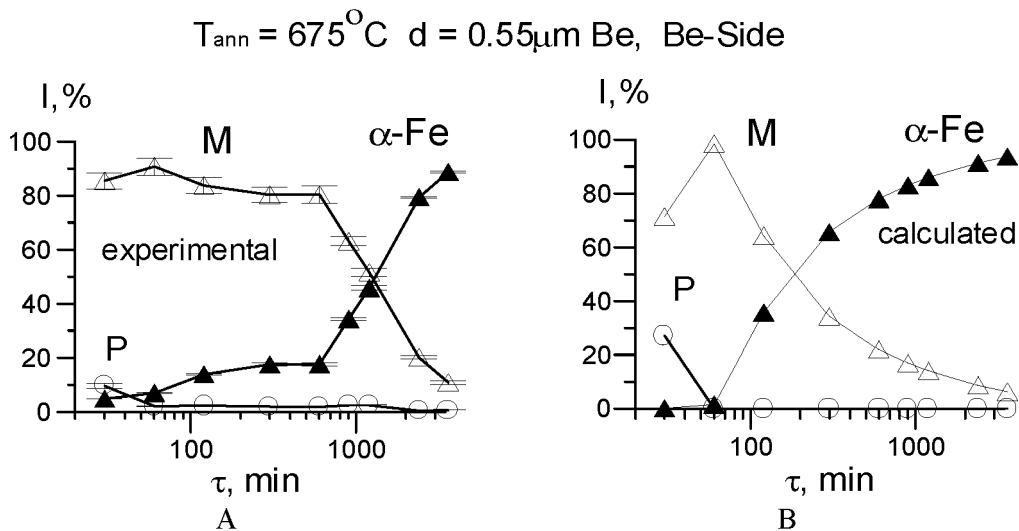 Tann = 675°C d = 0.55μm Be, Be-Side
I,%
100
80
60
40
20
0
M
α-Fe
experimental
P
100
1000
τ, min
A
I,%
100
80
60
40
20
0
M
α-Fe
calculated
P
100
1000
τ, min
B